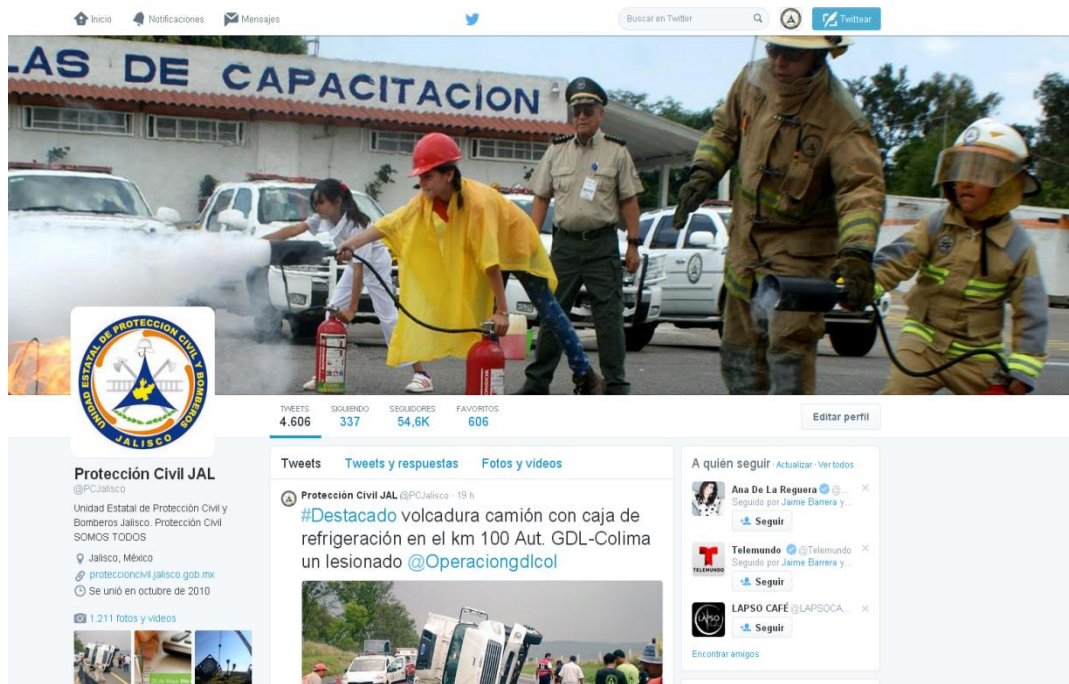 Inicio
Notificaciones
Mensajes
Buscar en Twitter
Twittear
LAS DE CAPACITACION
UNIDAD ESTATAL DE PROTECCION CIVIL Y BOMBEROS
JALISCO
TWEETS
4.606
SIGUIENDO
337
SEGUIDORES
54,6K
FAVORITOS
606
Editar perfil
Protección Civil JAL
@PCJalisco
Unidad Estatal de Protección Civil y
Bomberos Jalisco. Protección Civil
SOMOS TODOS
Jalisco, México
proteccioncivil.jalisco.gob.mx
Se unió en octubre de 2010
1.211 fotos y videos
Tweets
Tweets y respuestas
Fotos y videos
Protección Civil JAL @PCJalisco · 19 h
#Destacado volcadura camión con caja de
refrigeración en el km 100 Aut. GDL-Colima
un lesionado @Operaciongdlcol
A quién seguir · Actualizar · Ver todos
Ana De La Reguera @...
Seguido por Jaime Barrera y...
Seguir
TELEMUNDO
Telemundo @Telemundo
Seguido por Jaime Barrera y...
Seguir
LAPSO
LAPSO CAFÉ @LAPSOCA...
Seguir
Encontrar amigos